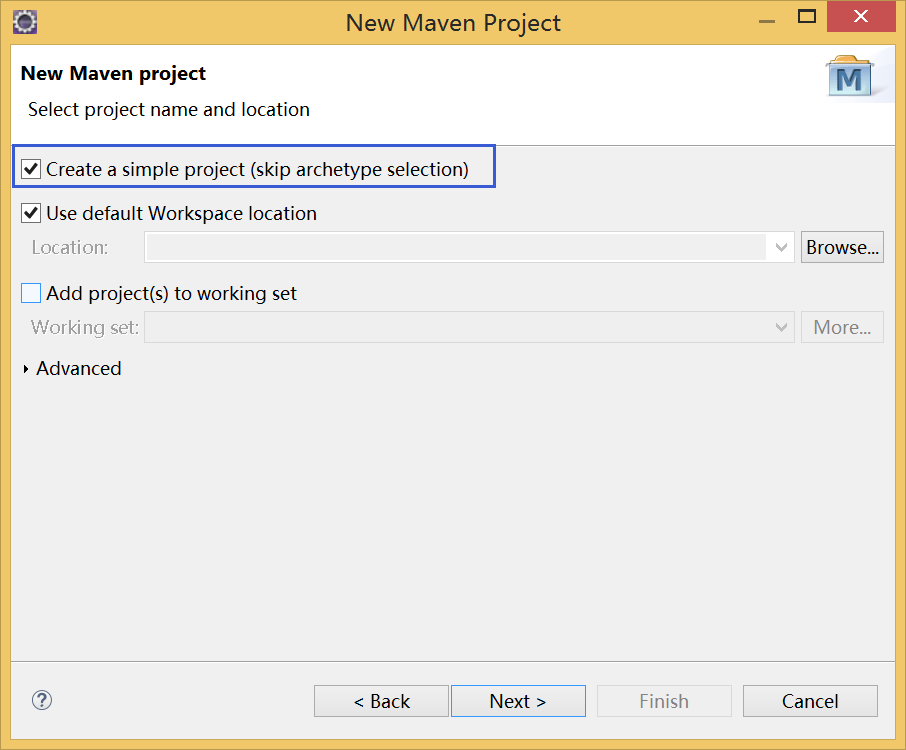 New Maven Project
New Maven project
M
Select project name and location
Create a simple project (skip archetype selection)
Use default Workspace location
Location:
Browse...
Add project(s) to working set
Working set:
More...
Advanced
?
< Back
Next >
Finish
Cancel